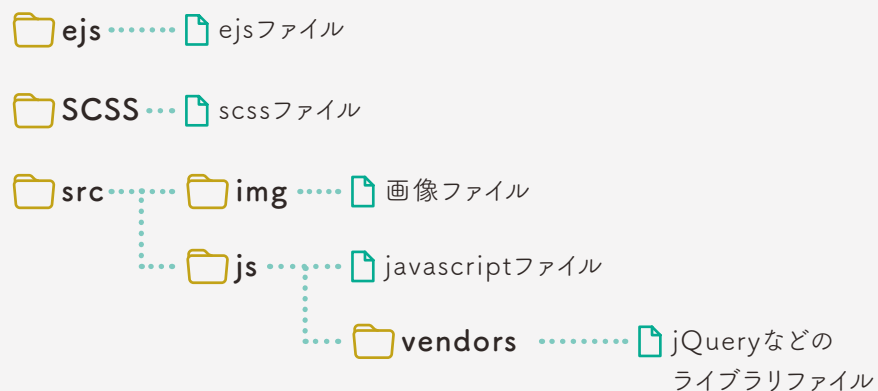 ejs ejsファイル
SCSS scssファイル
src img 画像ファイル
js javascriptファイル
vendors jQueryなどの
ライブラリファイル